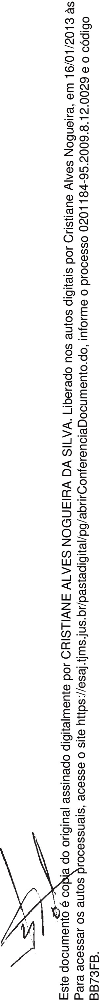 Este documento é copia do original assinado digitalmente por CRISTIANE ALVES NOGUEIRA DA SILVA. Liberado nos autos digitais por Cristiane Alves Nogueira, em 16/01/2013 às
Para acessar os autos processuais, acesse o site https://esaj.tjms.jus.br/pastadigital/pg/abrirConferenciaDocumento.do, informe o processo 0201184-95.2009.8.12.0029 e o código
BB73FB.